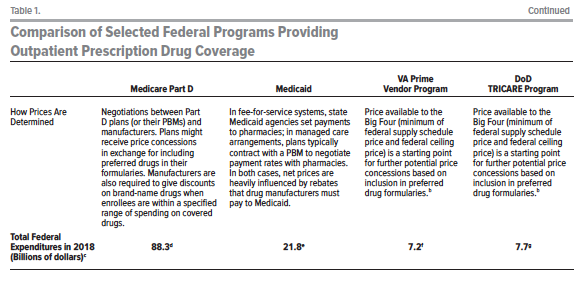 Table 1. Continued
Comparison of Selected Federal Programs Providing
Outpatient Prescription Drug Coverage
Medicare Part D
Medicaid
VA Prime
Vendor Program
DoD
TRICARE Program
How Prices Are
Determined
Negotiations between Part
D plans (or their PBMs) and
manufacturers. Plans might
receive price concessions
in exchange for including
preferred drugs in their
formularies. Manufacturers are
also required to give discounts
on brand-name drugs when
enrollees are within a specified
range of spending on covered
drugs.
In fee-for-service systems, state
Medicaid agencies set payments
to pharmacies; in managed care
arrangements, plans typically
contract with a PBM to negotiate
payment rates with pharmacies.
In both cases, net prices are
heavily influenced by rebates
that drug manufacturers must
pay to Medicaid.
Price available to the
Big Four (minimum of
federal supply schedule
price and federal ceiling
price) is a starting point
for further potential price
concessions based on
inclusion in preferred
drug formularies.ᵇ
Price available to the
Big Four (minimum of
federal supply schedule
price and federal ceiling
price) is a starting point
for further potential price
concessions based on
inclusion in preferred
drug formularies.ᵇ
Total Federal
Expenditures in 2018
(Billions of dollars)ᶜ
88.3ᵈ
21.8ᵉ
7.2ᶠ
7.7ᵍ